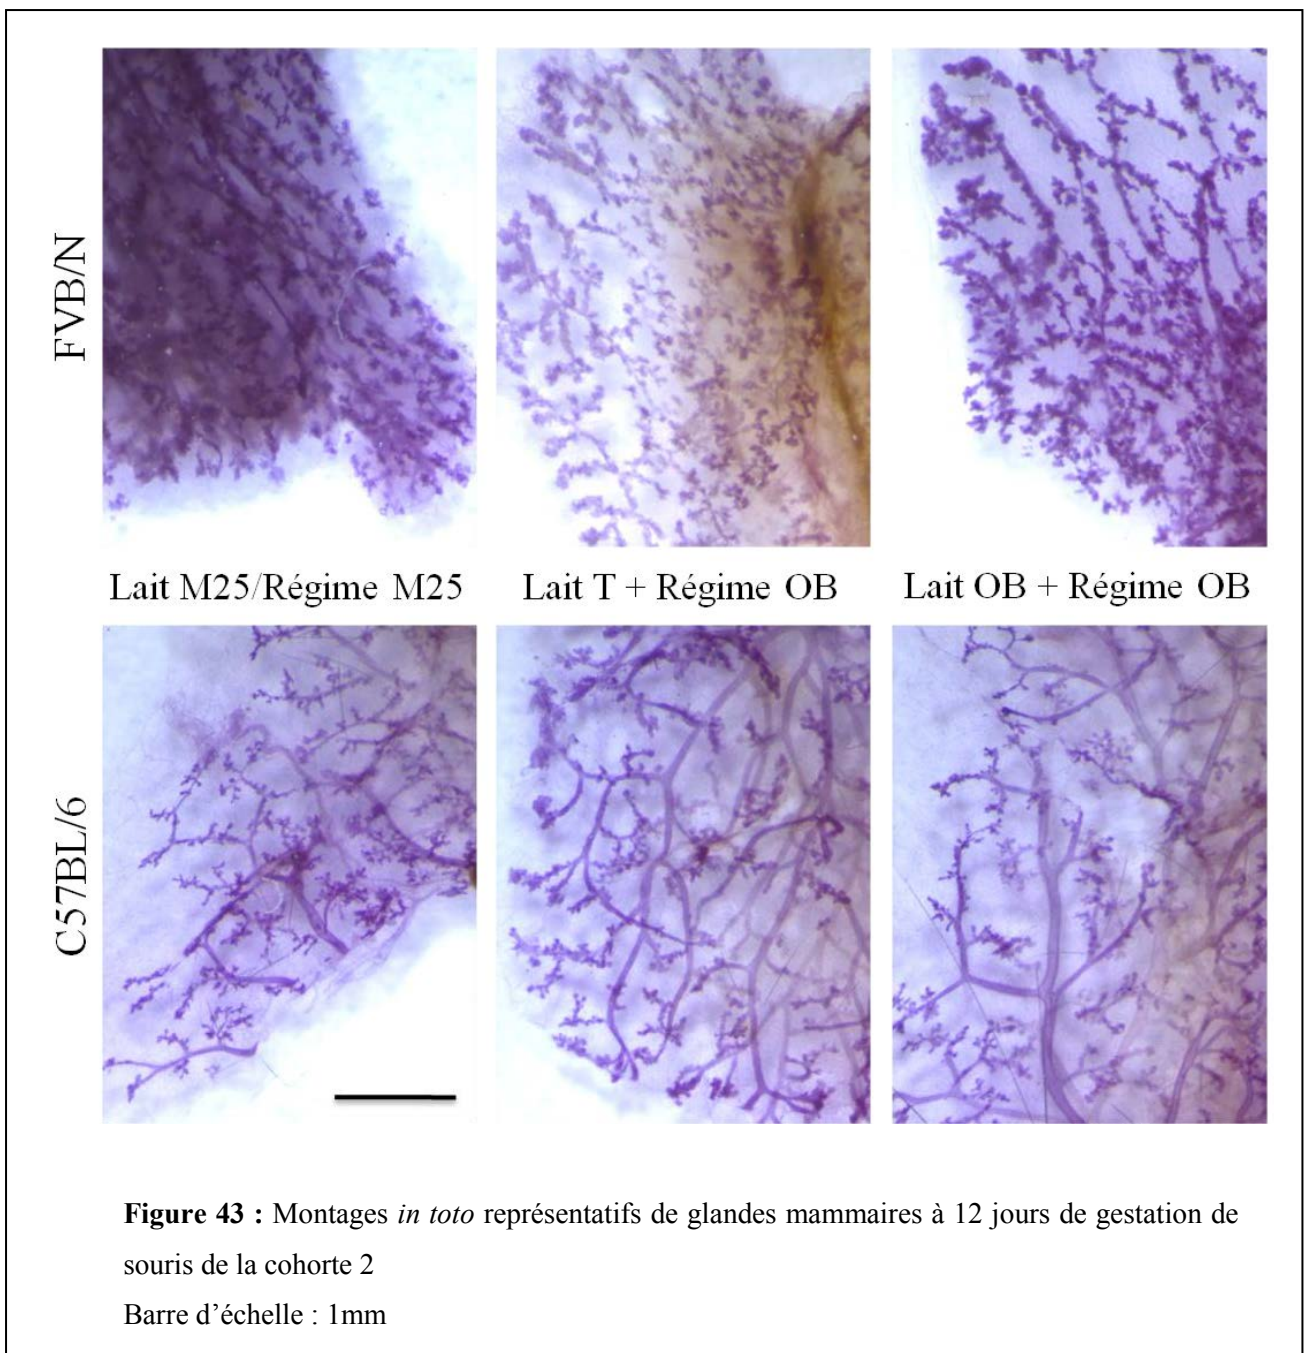 FVB/N
Lait M25/Régime M25
Lait T + Régime OB
Lait OB + Régime OB
C57BL/6
Figure 43 : Montages in toto représentatifs de glandes mammaires à 12 jours de gestation de
souris de la cohorte 2
Barre d’échelle : 1mm